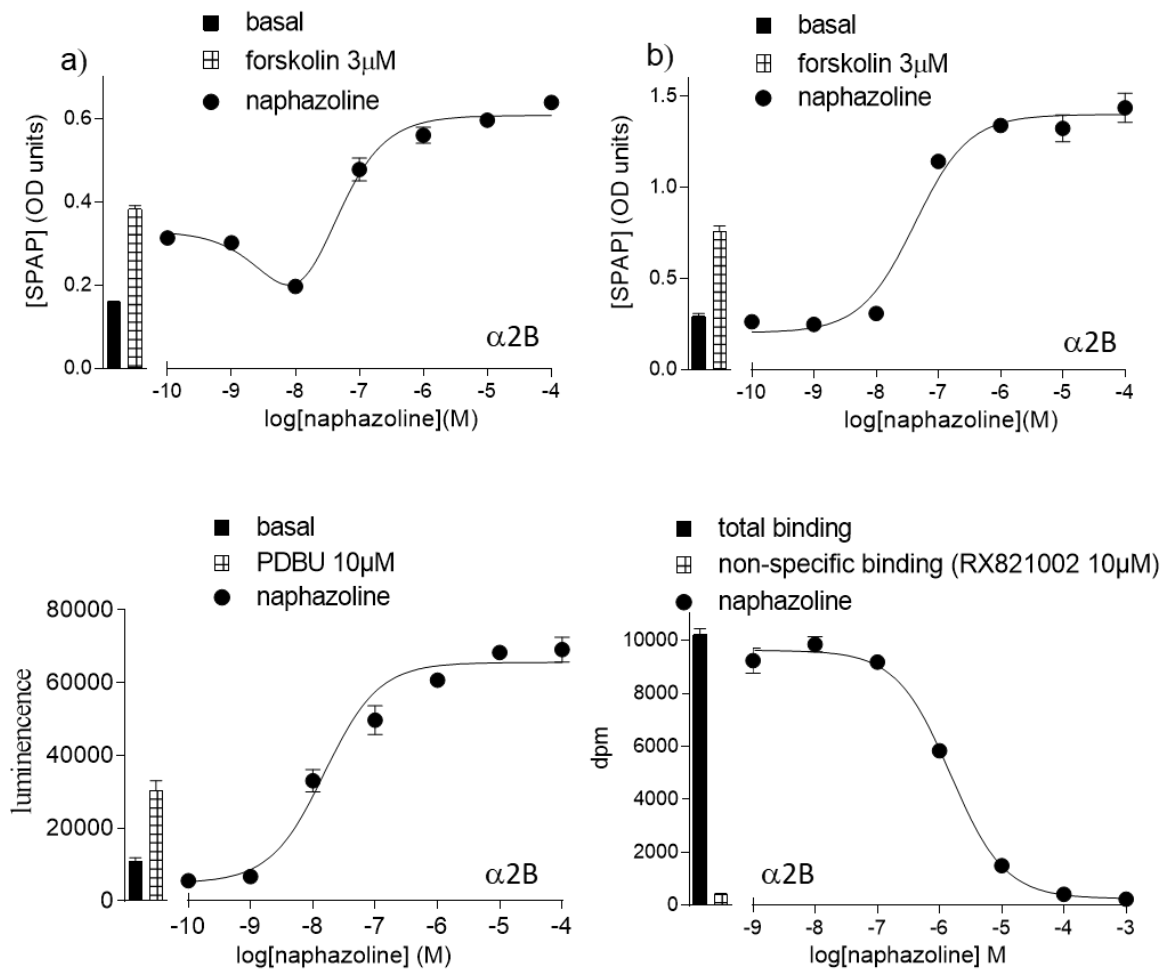 a)
basal
forskolin 3μM
naphazoline
[SPAP] (OD units)
0.6
0.4
0.2
0.0
α2B
-10 -9 -8 -7 -6 -5 -4
log[naphazoline](M)
b)
basal
forskolin 3μM
naphazoline
[SPAP] (OD units)
1.5
1.0
0.5
0.0
α2B
-10 -9 -8 -7 -6 -5 -4
log[naphazoline](M)
basal
PDBU 10μM
naphazoline
luminencence
80000
60000
40000
20000
0
α2B
-10 -9 -8 -7 -6 -5 -4
log[naphazoline] (M)
total binding
non-specific binding (RX821002 10μM)
naphazoline
dpm
10000
8000
6000
4000
2000
0
α2B
-9 -8 -7 -6 -5 -4 -3
log[naphazoline] M